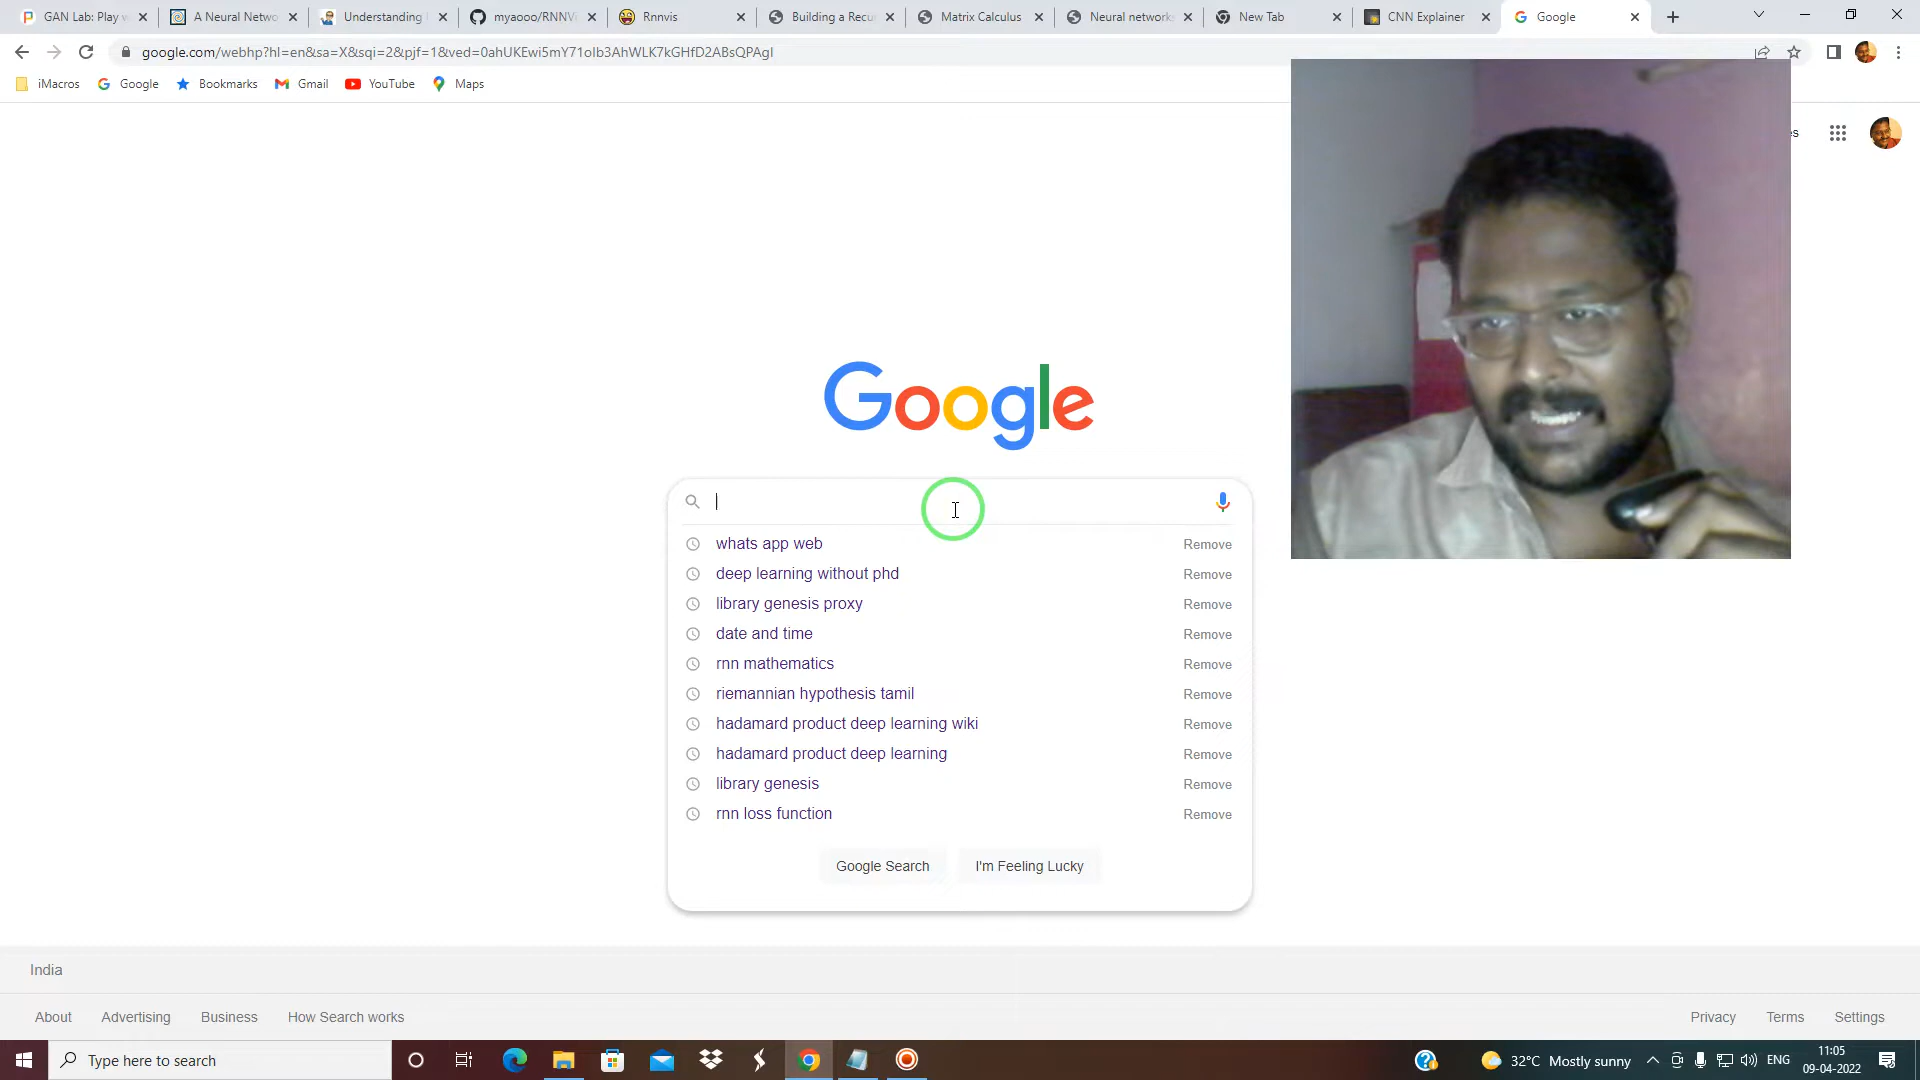 GAN Lab: Play w
A Neural Netwo
Understanding
myaooo/RNNVi
Rnnvis
Building a Recu
Matrix Calculus
Neural network
New Tab
CNN Explainer
Google
google.com/webhp?hl=en&sa=X&sqi=2&pjf=1&ved=0ahUKEwi5mY71oIb3AhWLK7kGHfD2ABsQPAgI
iMacros
Google
Bookmarks
Gmail
YouTube
Maps
Google
whats app web Remove
deep learning without phd Remove
library genesis proxy Remove
date and time Remove
rnn mathematics Remove
riemannian hypothesis tamil Remove
hadamard product deep learning wiki Remove
hadamard product deep learning Remove
library genesis Remove
rnn loss function Remove
Google Search I'm Feeling Lucky
India
About Advertising Business How Search works Privacy Terms Settings
Type here to search
32°C Mostly sunny
ENG
11:05
09-04-2022